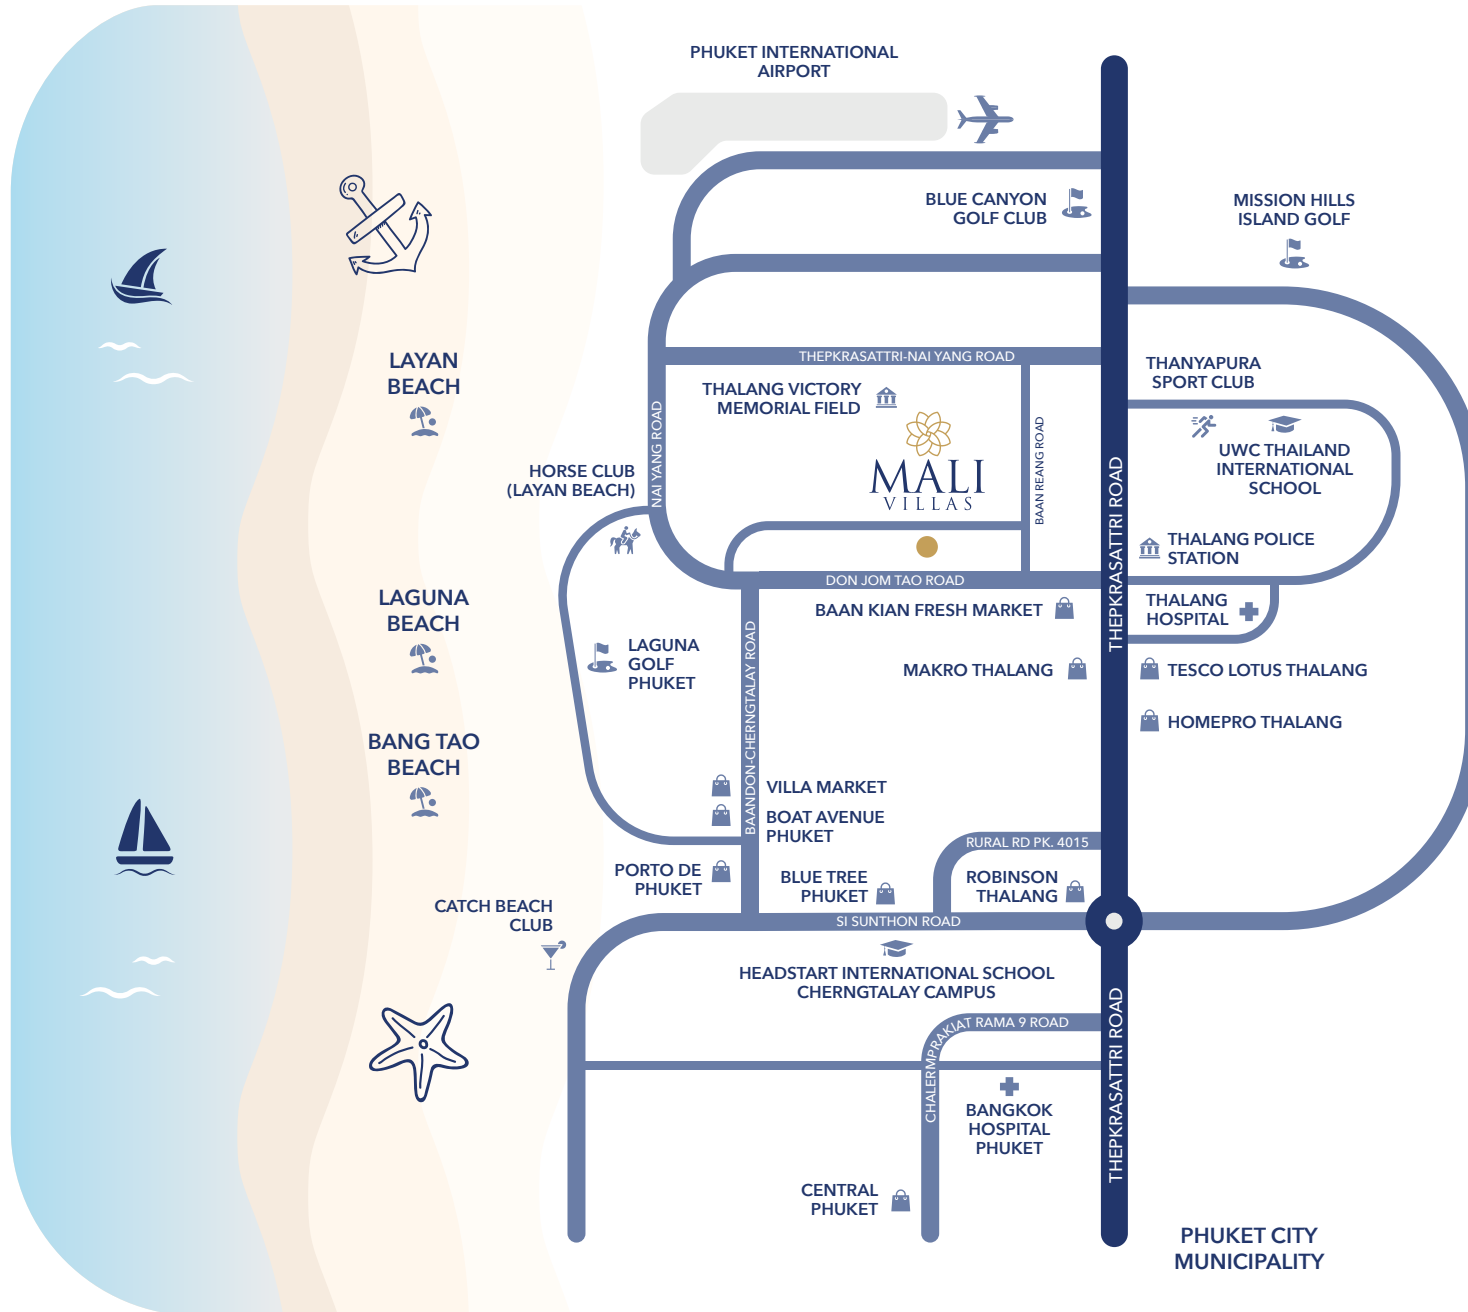 PHUKET INTERNATIONAL
AIRPORT
BLUE CANYON
GOLF CLUB
MISSION HILLS
ISLAND GOLF
LAYAN
BEACH
THEPKRASATTRI-NAI YANG ROAD
THANYAPURA
SPORT CLUB
THALANG VICTORY
MEMORIAL FIELD
NAI YANG ROAD
BAAN REANG ROAD
THEPKRASATTRI ROAD
MALI
VILLAS
UWC THAILAND
INTERNATIONAL
SCHOOL
HORSE CLUB
(LAYAN BEACH)
THALANG POLICE
STATION
DON JOM TAO ROAD
LAGUNA
BEACH
BAAN KIAN FRESH MARKET
THALANG
HOSPITAL
LAGUNA
GOLF
PHUKET
BAANDON-CHERNGTALAY ROAD
MAKRO THALANG
TESCO LOTUS THALANG
HOMEPRO THALANG
BANG TAO
BEACH
VILLA MARKET
BOAT AVENUE
PHUKET
RURAL RD PK. 4015
PORTO DE
PHUKET
BLUE TREE
PHUKET
ROBINSON
THALANG
CATCH BEACH
CLUB
SI SUNTHON ROAD
HEADSTART INTERNATIONAL SCHOOL
CHERNGTALAY CAMPUS
CHALERMPRAKIAT RAMA 9 ROAD
THEPKRASATTRI ROAD
BANGKOK
HOSPITAL
PHUKET
CENTRAL
PHUKET
PHUKET CITY
MUNICIPALITY